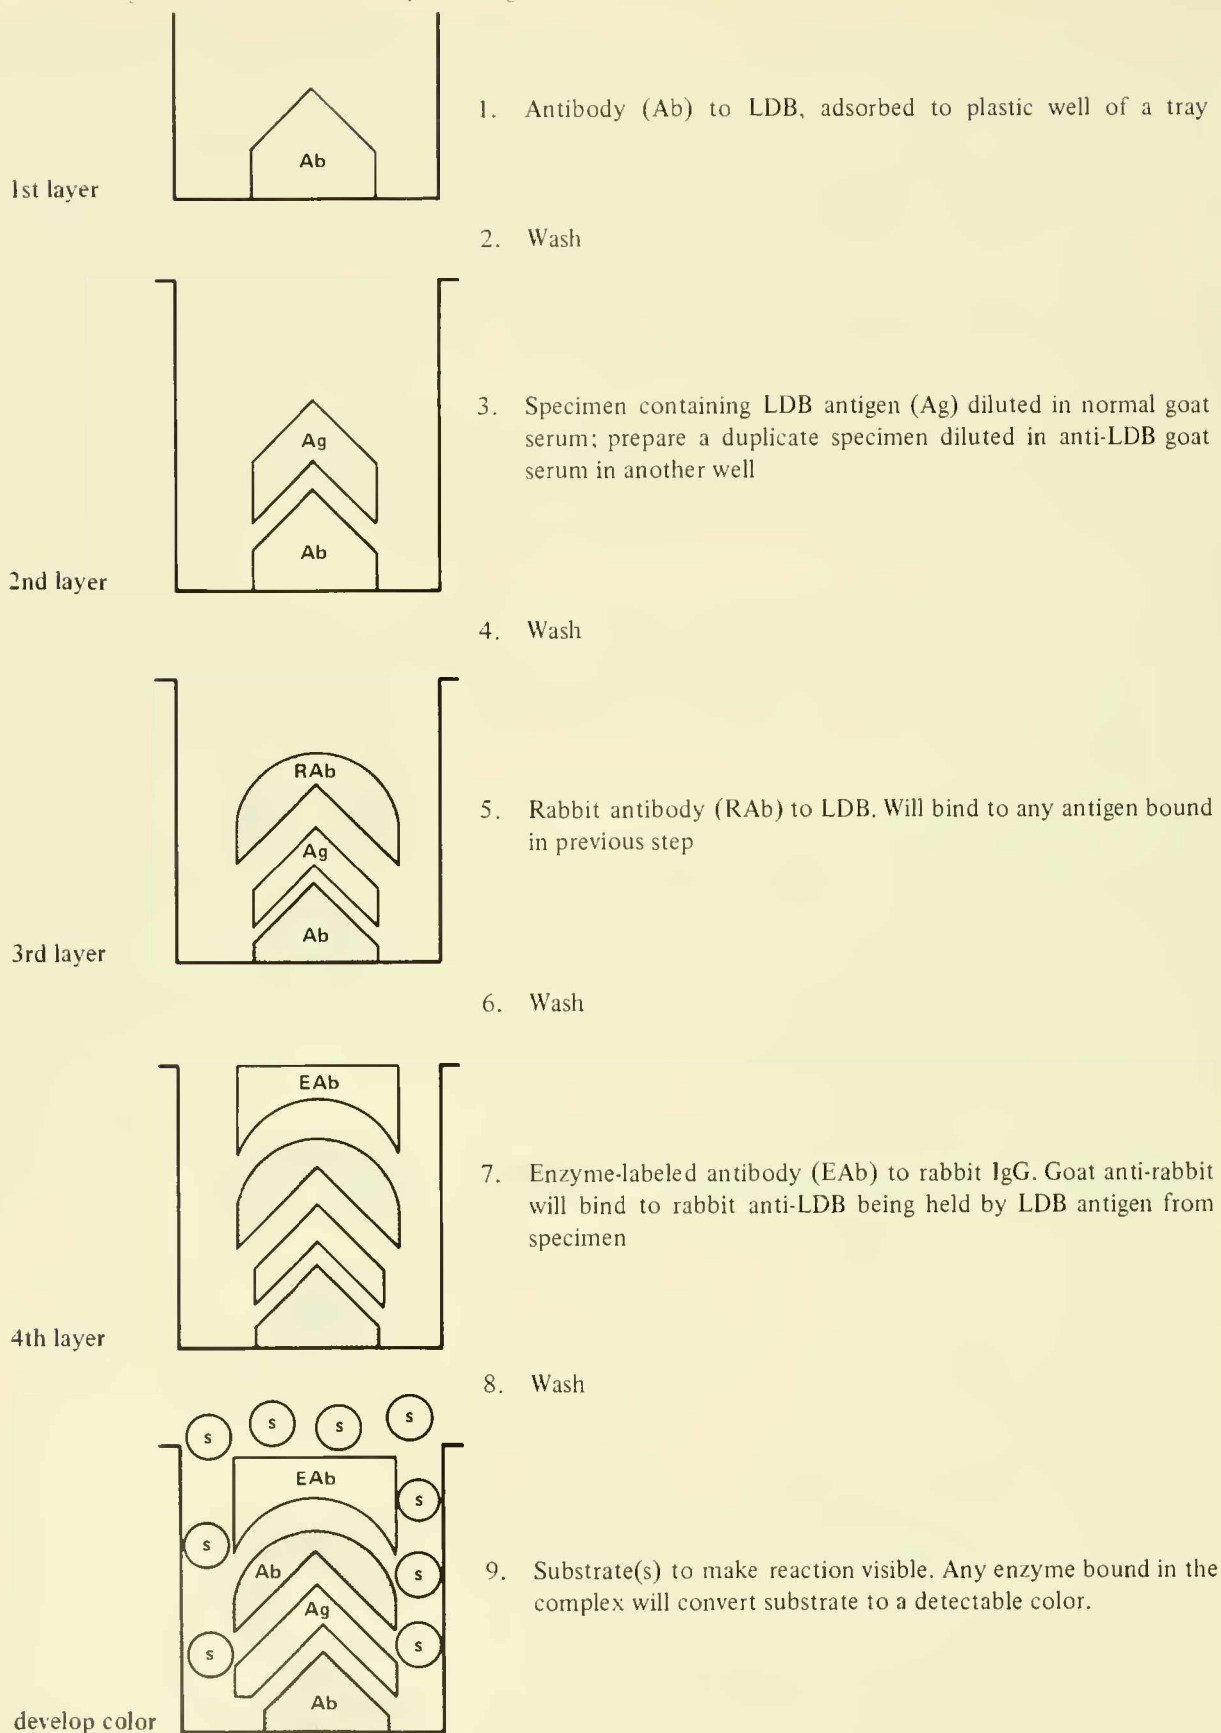 1. Antibody (Ab) to LDB, adsorbed to plastic well of a tray
Ab
1st layer
2. Wash
3. Specimen containing LDB antigen (Ag) diluted in normal goat
serum; prepare a duplicate specimen diluted in anti-LDB goat
serum in another well
Ag
Ab
2nd layer
4. Wash
RAb
5. Rabbit antibody (RAb) to LDB. Will bind to any antigen bound
in previous step
Ag
Ab
3rd layer
6. Wash
EAb
7. Enzyme-labeled antibody (EAb) to rabbit IgG. Goat anti-rabbit
will bind to rabbit anti-LDB being held by LDB antigen from
specimen
4th layer
8. Wash
s s s s
EAb
s
s
Ab
s
9. Substrate(s) to make reaction visible. Any enzyme bound in the
complex will convert substrate to a detectable color.
Ag
s
s
Ab
develop color